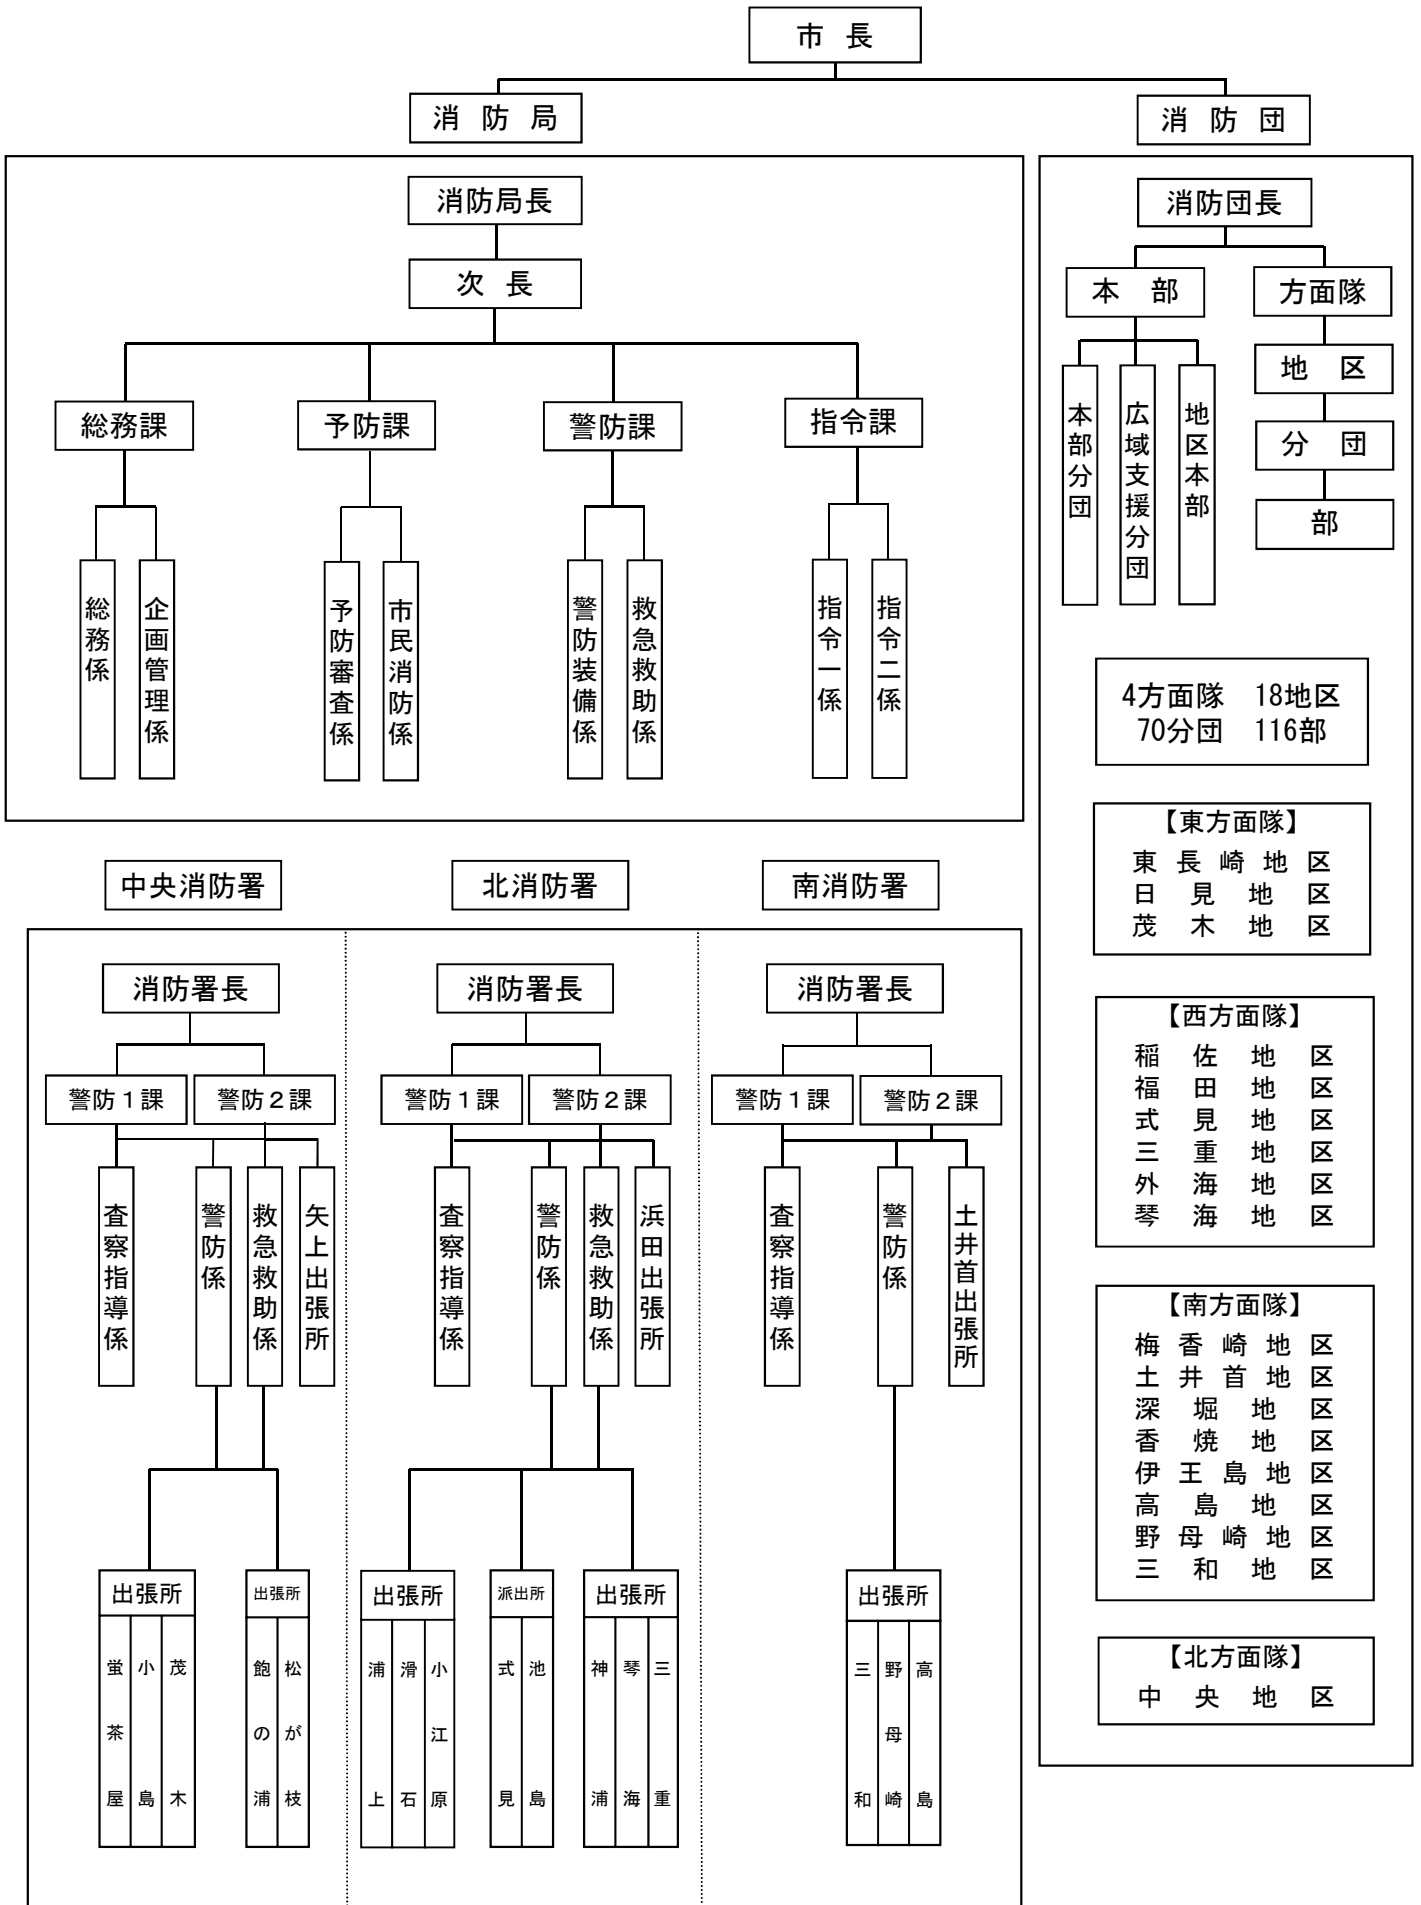 市　長
消　防　局
消　防　団
消防局長
次　長
総務課
予防課
警防課
指令課
総務係
企画管理係
予防審査係
市民消防係
警防装備係
救急救助係
指令一係
指令二係
消防団長
本　部
方面隊
地　区
分　団
部
本部分団
広域支援分団
地区本部
4方面隊　18地区
70分団　116部
【東方面隊】
東長崎地区
日見地区
茂木地区
【西方面隊】
稲佐地区
福田地区
式見地区
三重地区
外海地区
琴海地区
【南方面隊】
梅香崎地区
土井首地区
深堀地区
香焼地区
伊王島地区
高島地区
野母崎地区
三和地区
【北方面隊】
中央地区
中央消防署
北消防署
南消防署
消防署長
警防１課
警防２課
査察指導係
警防係
救急救助係
矢上出張所
出張所
蛍茶屋
小島
茂木
出張所
飽の浦
松が枝
消防署長
警防１課
警防２課
査察指導係
警防係
救急救助係
浜田出張所
出張所
浦上
滑石
小江原
派出所
式見
池島
出張所
神浦
琴海
三重
消防署長
警防１課
警防２課
査察指導係
警防係
土井首出張所
出張所
三和
野母崎
高島